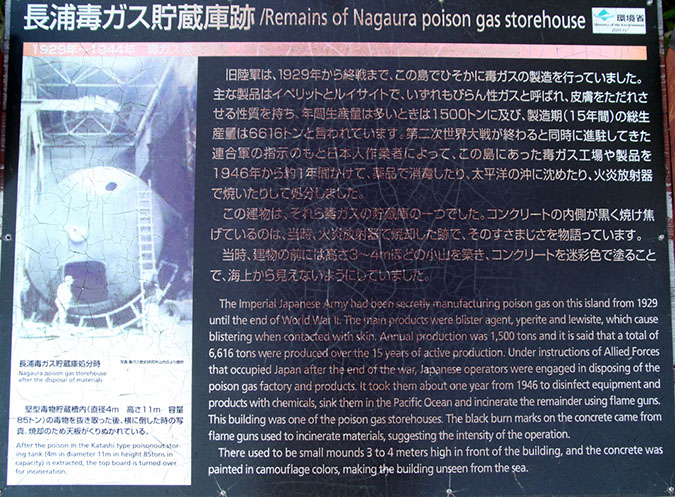 長浦毒ガス貯蔵庫跡 /Remains of Nagaura poison gas storehouse
環境省
Ministry of the Environment
1929年~1944年 毒ガス
旧陸軍は、1929年から終戦まで、この島でひそかに毒ガスの製造を行っていました。
主な製品はイペリットとルイサイトで、いずれもびらん性ガスと呼ばれ、皮膚をただれさ
せる性質を持ち、年間生産量は多いときは1500トンに及び、製造期(15年間)の総生
産量は6616トンと言われています。第二次世界大戦が終わると同時に進駐してきた
連合軍の指示のもと日本人作業者によって、この島にあった毒ガス工場や製品を
1946年から約1年間かけて、薬品で消毒したり、太平洋の沖に沈めたり、火炎放射器
で焼いたりして処分しました。
この建物は、それら毒ガスの貯蔵庫の一つでした。コンクリートの内側が黒く焼け焦
げているのは、当時、火炎放射器で焼却した跡で、そのすさまじさを物語っています。
当時、建物の前には高さ3~4mほどの小山を築き、コンクリートを迷彩色で塗ること
で、海上から見えないようにしていました。
The Imperial Japanese Army had been secretly manufacturing poison gas on this island from 1929
until the end of World War II. The main products were blister agent, yperite and lewisite, which cause
blistering when contacted with skin. Annual production was 1,500 tons and it is said that a total of
6,616 tons were produced over the 15 years of active production. Under instructions of Allied Forces
that occupied Japan after the end of the war, Japanese operators were engaged in disposing of the
poison gas factory and products. It took them about one year from 1946 to disinfect equipment and
products with chemicals, sink them in the Pacific Ocean and incinerate the remainder using flame guns.
This building was one of the poison gas storehouses. The black burn marks on the concrete came from
flame guns used to incinerate materials, suggesting the intensity of the operation.
There used to be small mounds 3 to 4 meters high in front of the building, and the concrete was
painted in camouflage colors, making the building unseen from the sea.
長浦毒ガス貯蔵庫処分時
Nagaura poison gas storehouse
after the disposal of materials
竪型毒物貯蔵槽内(直径4m 高さ11m 容量
85トン)の毒物を抜き取った後、横に倒した時の写
真。焼却のため天板がくりぬかれている。
After the poison in the Katashi type poisonous stor-
ing tank (4m in diameter 11m in height 85tons in
capacity) is extracted, the top board is turned over
for incineration.